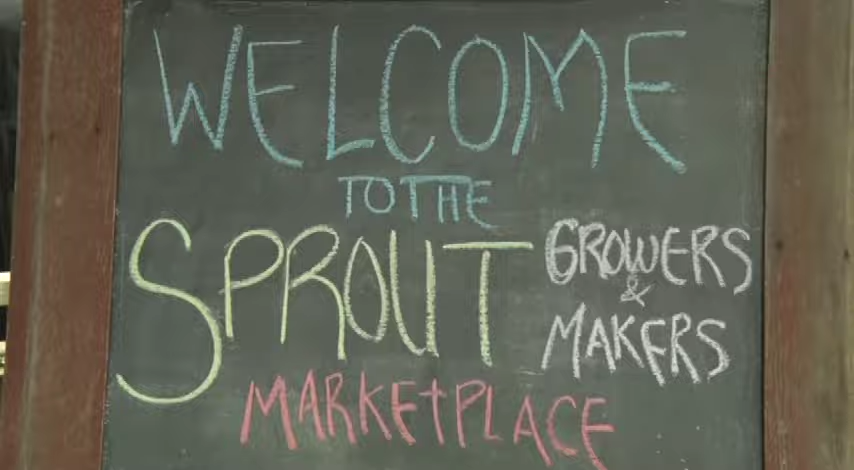 WELCOME
TO THE
SPROUT
GROWERS
&
MAKERS
MARKETPLACE